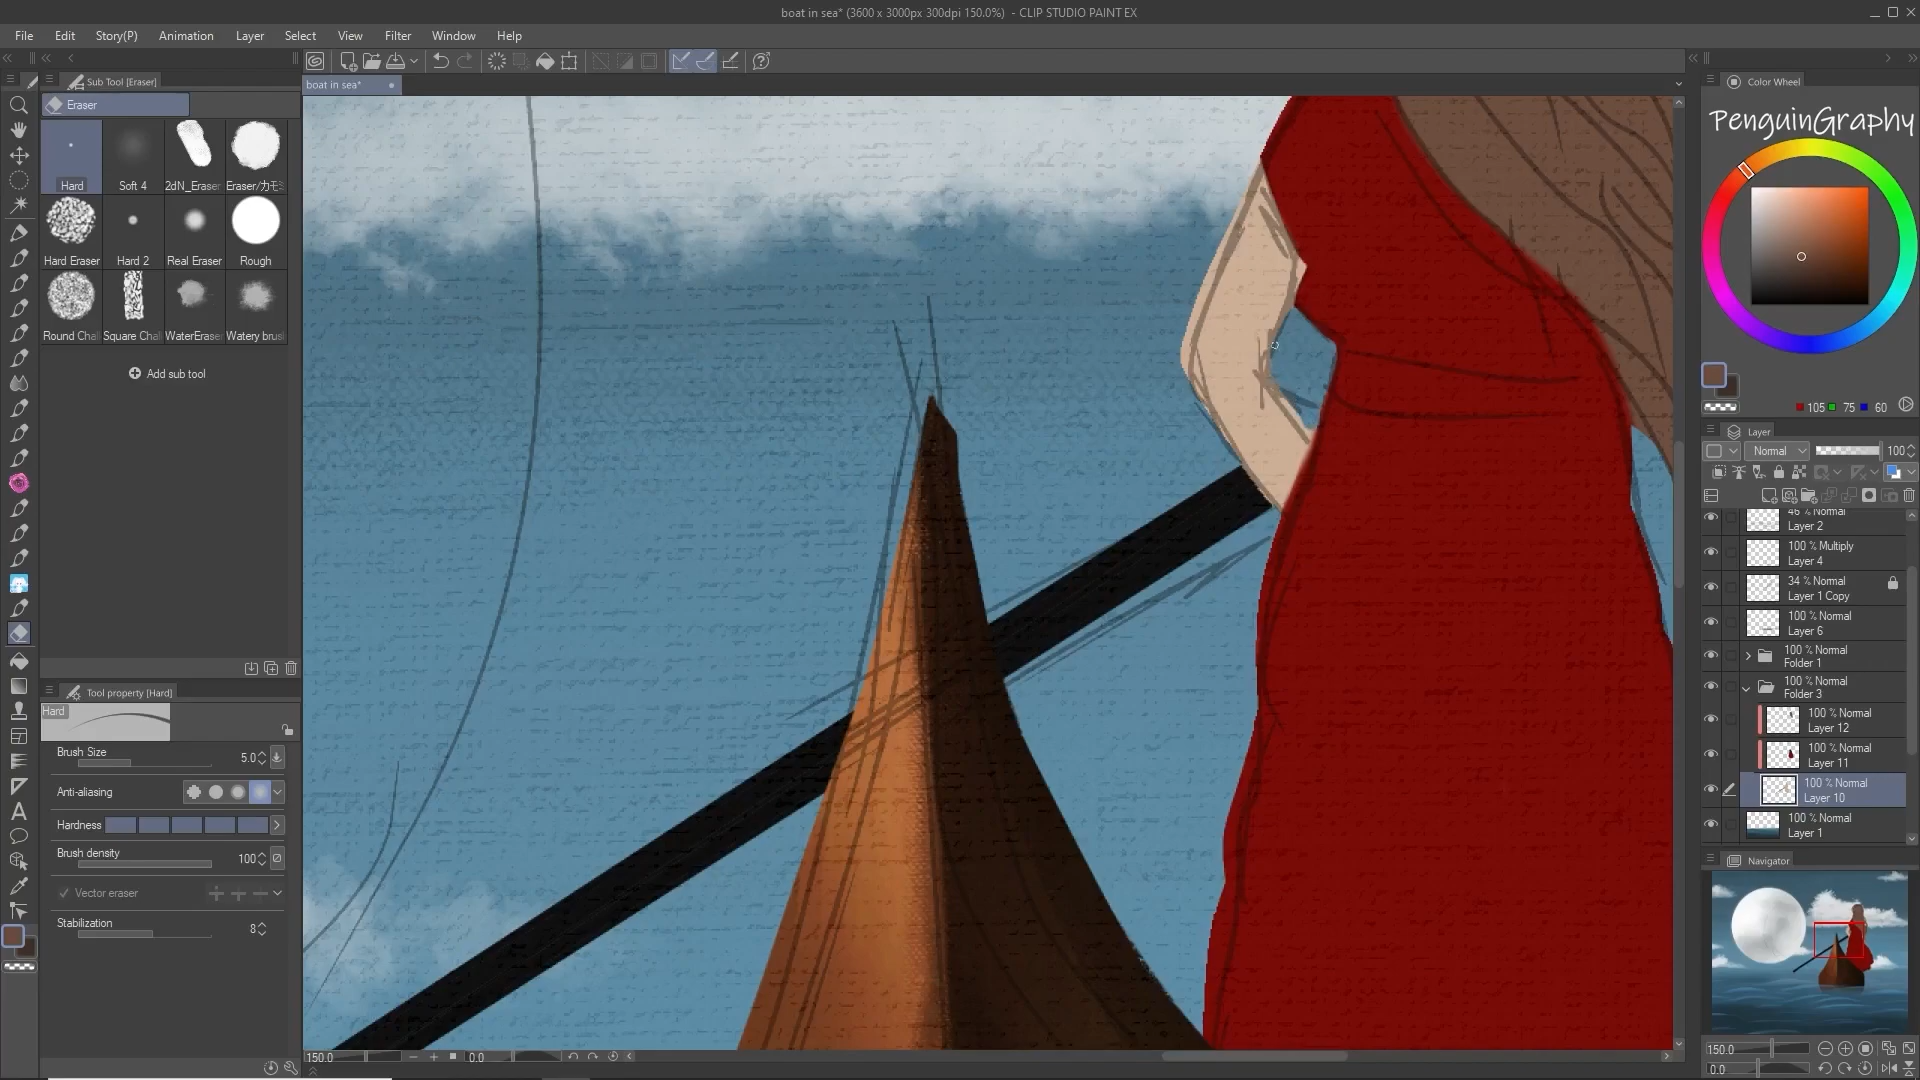 boat in sea* (3600 x 3000px 300dpi 150.0%) - CLIP STUDIO PAINT EX
File Edit Story(P) Animation Layer Select View Filter Window Help
Sub Tool [Eraser]
Eraser
Hard Soft 4 2dN_Eraser
Hard Eraser Hard 2 Real Eraser Rough
Round Chal Square Chal WaterEraser Watery brus
Add sub tool
Tool property [Hard]
Hard
Brush Size 5.0
Anti-aliasing
Hardness
Brush density 100
Vector eraser
Stabilization 8
boat in sea*
150.0 0.0
Color Wheel
PenguinGraphy
105 75 60
Layer
Normal 100
46 % Normal
Layer 2
100 % Multiply
Layer 4
34 % Normal
Layer 1 Copy
100 % Normal
Layer 6
100 % Normal
Folder 1
100 % Normal
Folder 3
100 % Normal
Layer 12
100 % Normal
Layer 11
100 % Normal
Layer 10
100 % Normal
Layer 1
Navigator
150.0
0.0